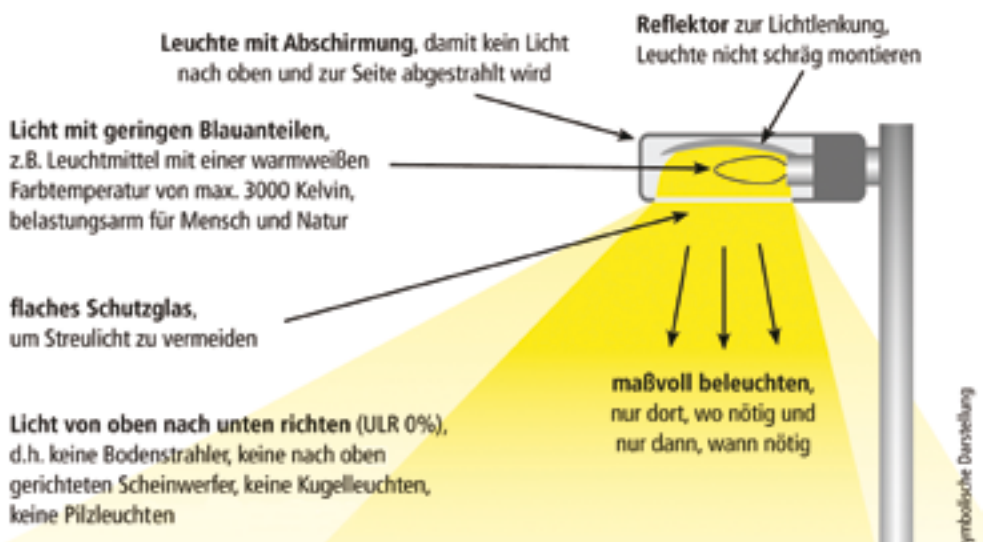 Leuchte mit Abschirmung, damit kein Licht
nach oben und zur Seite abgestrahlt wird
Reflektor zur Lichtlenkung,
Leuchte nicht schräg montieren
Licht mit geringen Blauanteilen,
z.B. Leuchtmittel mit einer warmweißen
Farbtemperatur von max. 3000 Kelvin,
belastungsarm für Mensch und Natur
flaches Schutzglas,
um Streulicht zu vermeiden
maßvoll beleuchten,
nur dort, wo nötig und
nur dann, wann nötig
Licht von oben nach unten richten (ULR 0%),
d.h. keine Bodenstrahler, keine nach oben
gerichteten Scheinwerfer, keine Kugelleuchten,
keine Pilzleuchten
ymbolische Darstellung